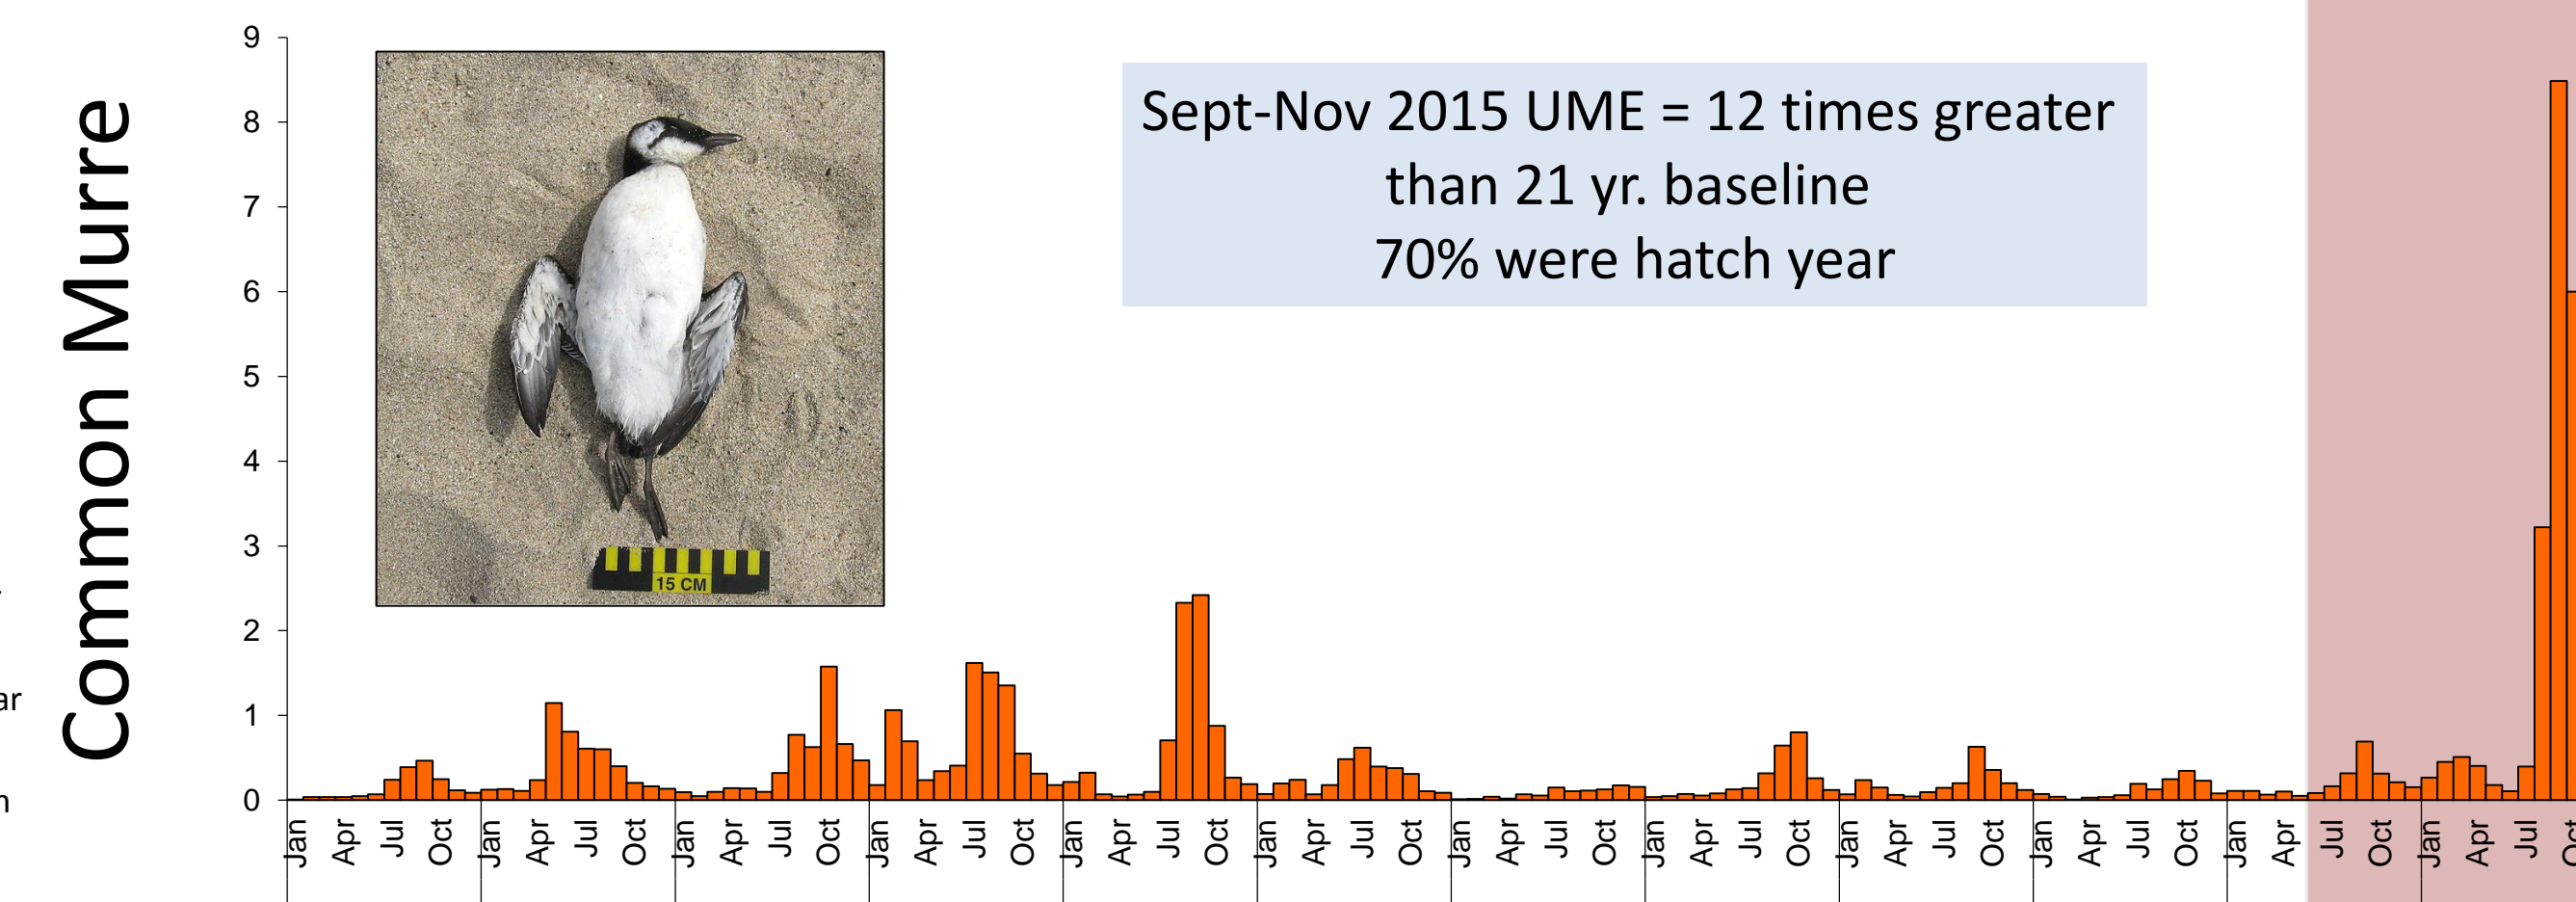 Common Murre
9
8
7
6
5
4
3
2
1
0
Sept-Nov 2015 UME = 12 times greater
than 21 yr. baseline
70% were hatch year
15 CM
Jan Apr Jul Oct Jan Apr Jul Oct Jan Apr Jul Oct Jan Apr Jul Oct Jan Apr Jul Oct Jan Apr Jul Oct Jan Apr Jul Oct Jan Apr Jul Oct Jan Apr Jul Oct Jan Apr Jul Oct Jan Apr Jul Oct Jan Apr Jul